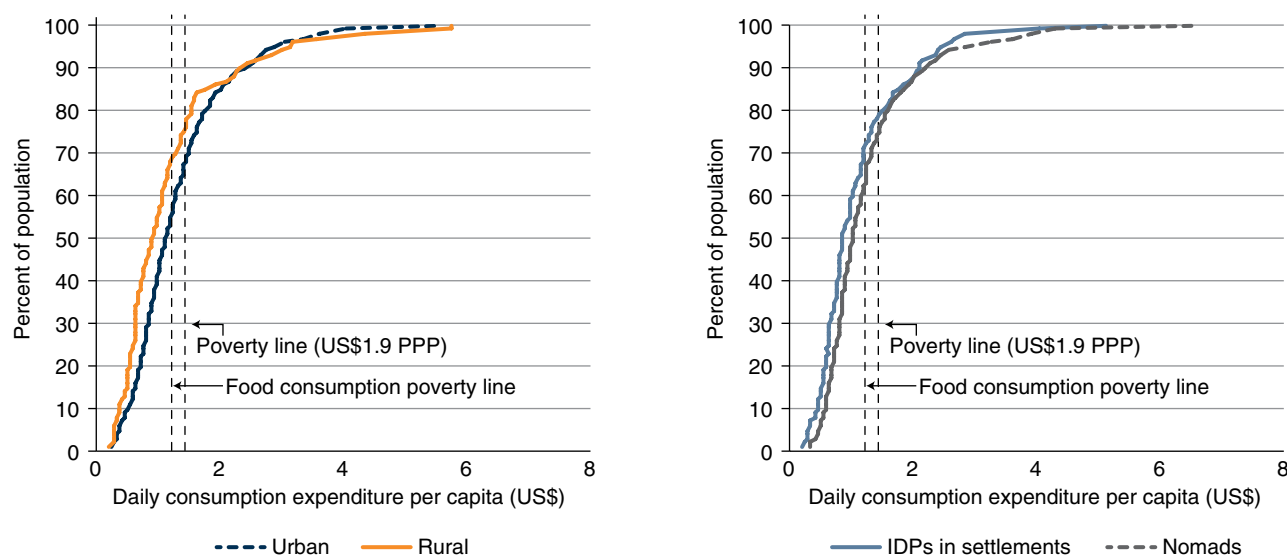 100
90
80
70
60
50
40
30
20
10
0
Percent of population
Poverty line (US$1.9 PPP)
Food consumption poverty line
0 2 4 6 8
Daily consumption expenditure per capita (US$)
Urban Rural
100
90
80
70
60
50
40
30
20
10
0
Percent of population
Poverty line (US$1.9 PPP)
Food consumption poverty line
0 2 4 6 8
Daily consumption expenditure per capita (US$)
IDPs in settlements Nomads